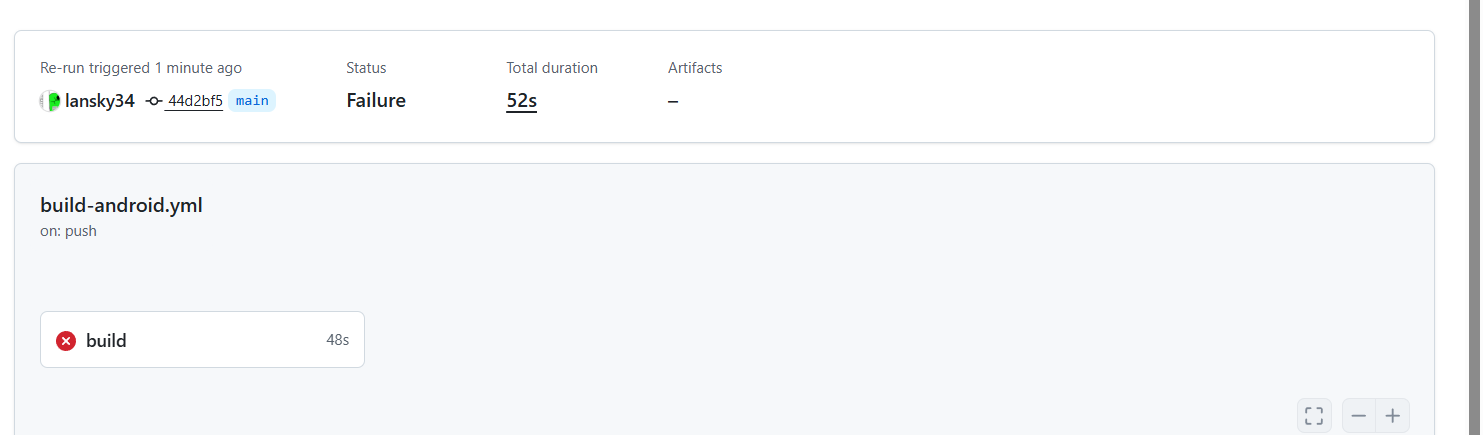 Re-run triggered 1 minute ago
lansky34 44d2bf5 main
Status
Failure
Total duration
52s
Artifacts
–
build-android.yml
on: push
build 48s